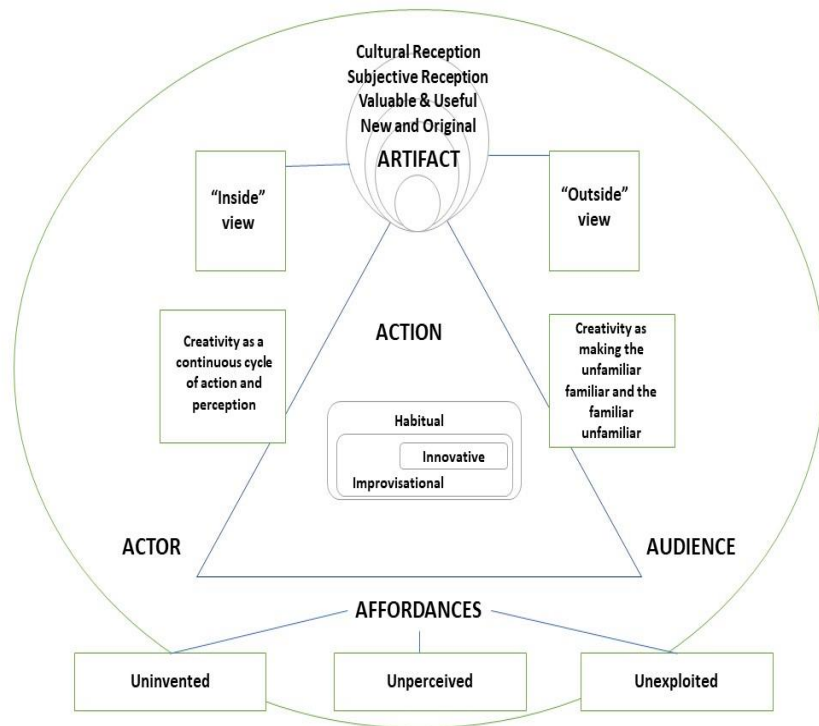 Cultural Reception
Subjective Reception
Valuable & Useful
New and Original
ARTIFACT
“Inside”
view
“Outside”
view
ACTION
Creativity as a
continuous cycle
of action and
perception
Creativity as
making the
unfamiliar
familiar and the
familiar
unfamiliar
Habitual
Innovative
Improvisational
ACTOR
AUDIENCE
AFFORDANCES
Uninvented
Unperceived
Unexploited